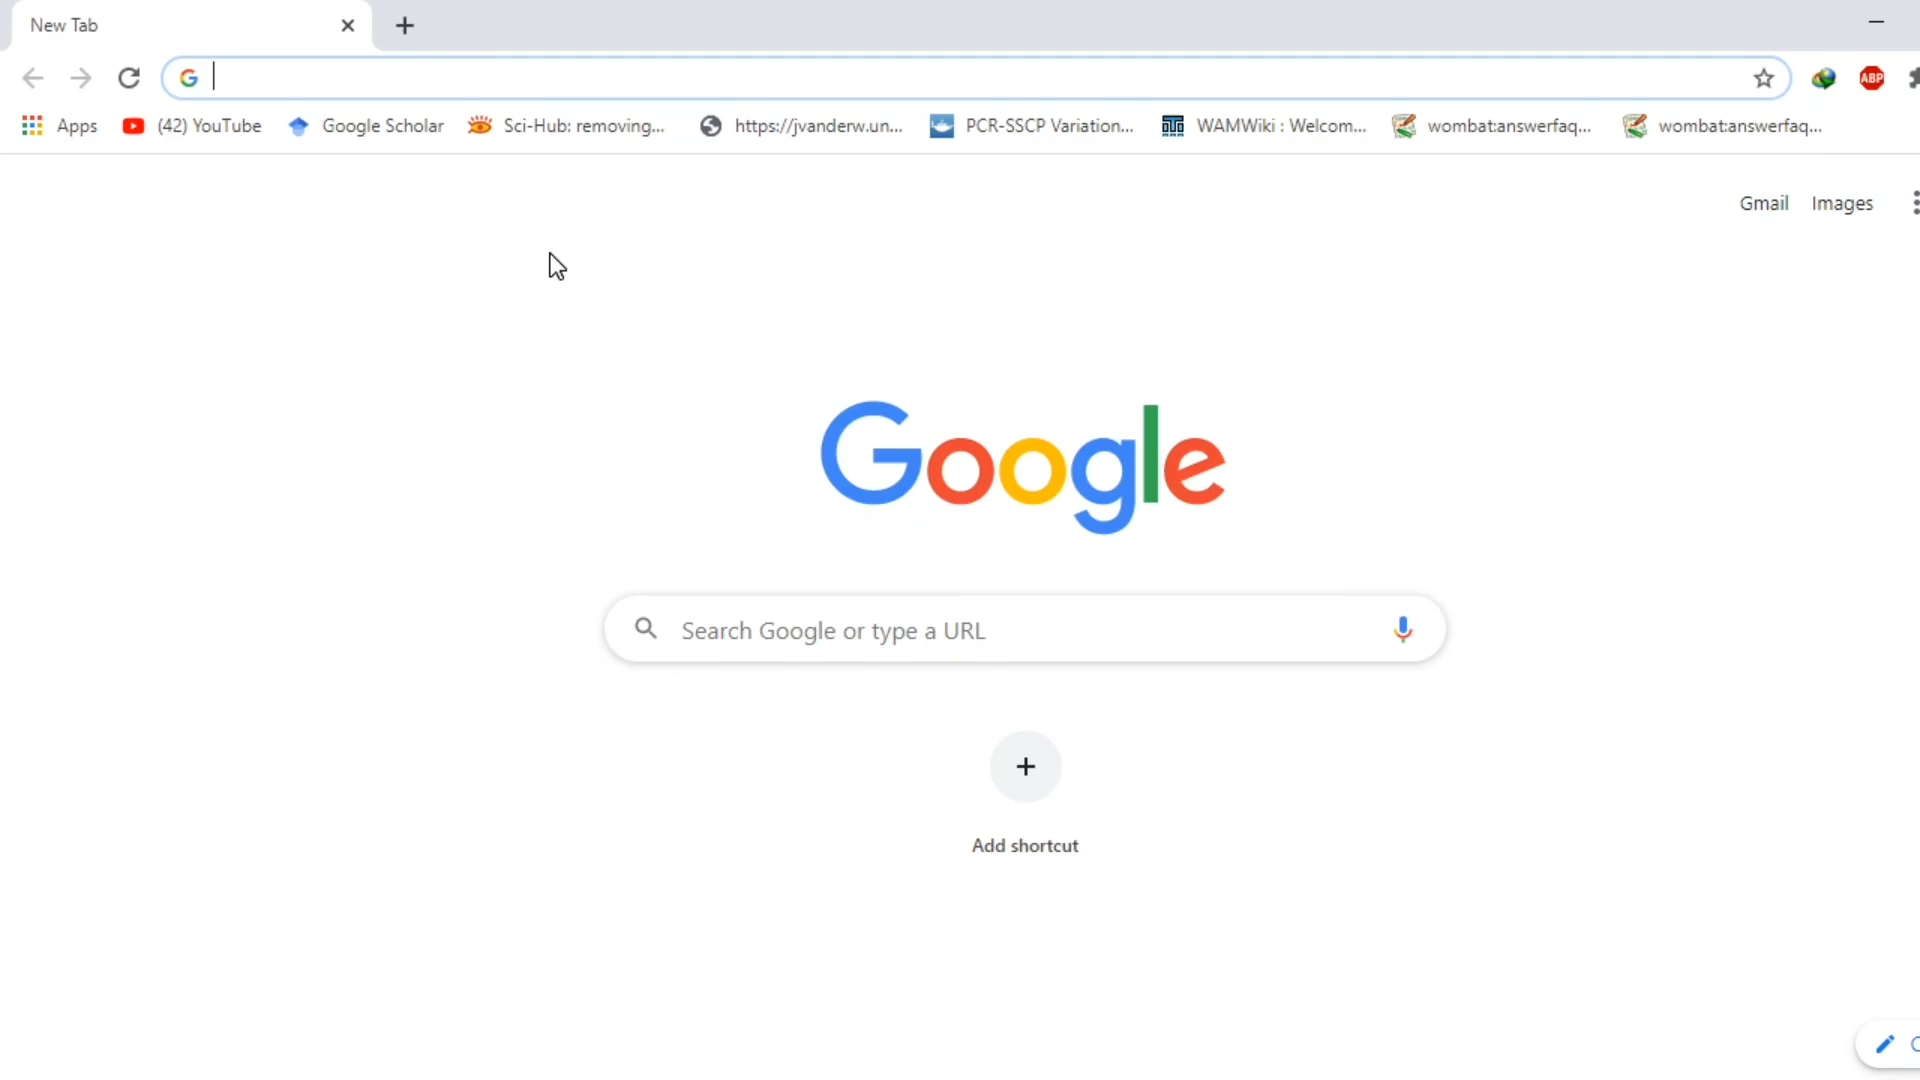 New Tab
Apps (42) YouTube Google Scholar Sci-Hub: removing... https://jvanderw.un... PCR-SSCP Variation... WAMWiki : Welcom... wombat:answerfaq... wombat:answerfaq...
ABP
Gmail Images
Google
Search Google or type a URL
Add shortcut